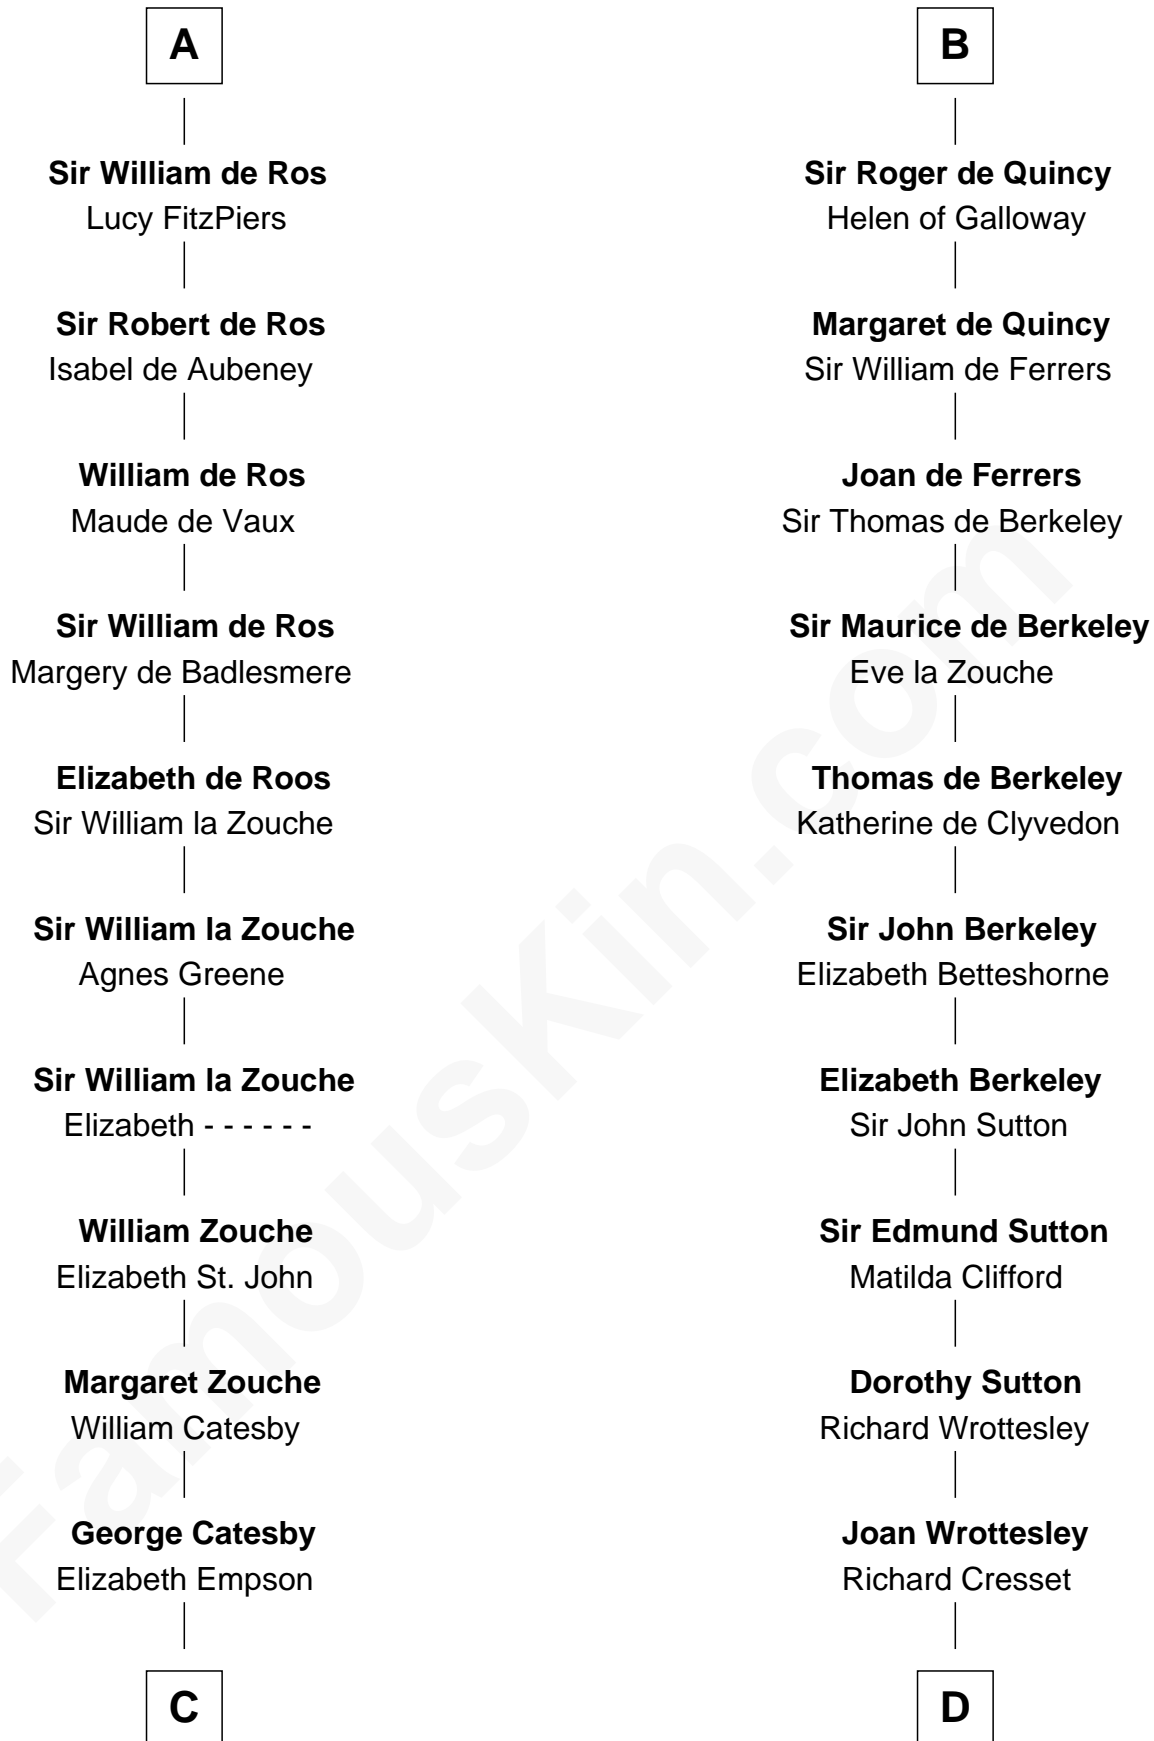 A
Sir William de Ros
Lucy FitzPiers
Sir Robert de Ros
Isabel de Aubeney
William de Ros
Maude de Vaux
Sir William de Ros
Margery de Badlesmere
Elizabeth de Roos
Sir William la Zouche
Sir William la Zouche
Agnes Greene
Sir William la Zouche
Elizabeth - - - - - -
William Zouche
Elizabeth St. John
Margaret Zouche
William Catesby
George Catesby
Elizabeth Empson
C
B
Sir Roger de Quincy
Helen of Galloway
Margaret de Quincy
Sir William de Ferrers
Joan de Ferrers
Sir Thomas de Berkeley
Sir Maurice de Berkeley
Eve la Zouche
Thomas de Berkeley
Katherine de Clyvedon
Sir John Berkeley
Elizabeth Betteshorne
Elizabeth Berkeley
Sir John Sutton
Sir Edmund Sutton
Matilda Clifford
Dorothy Sutton
Richard Wrottesley
Joan Wrottesley
Richard Cresset
D
FamousKin.com